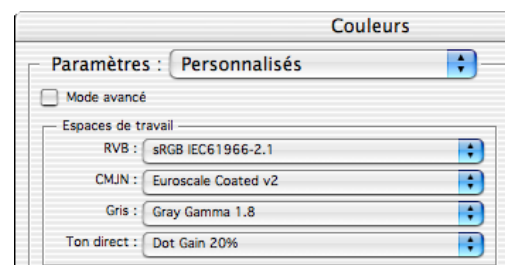 Couleurs
Paramètres : Personnalisés
Mode avancé
Espaces de travail
RVB : sRGB IEC61966-2.1
CMJN : Euroscale Coated v2
Gris : Gray Gamma 1.8
Ton direct : Dot Gain 20%